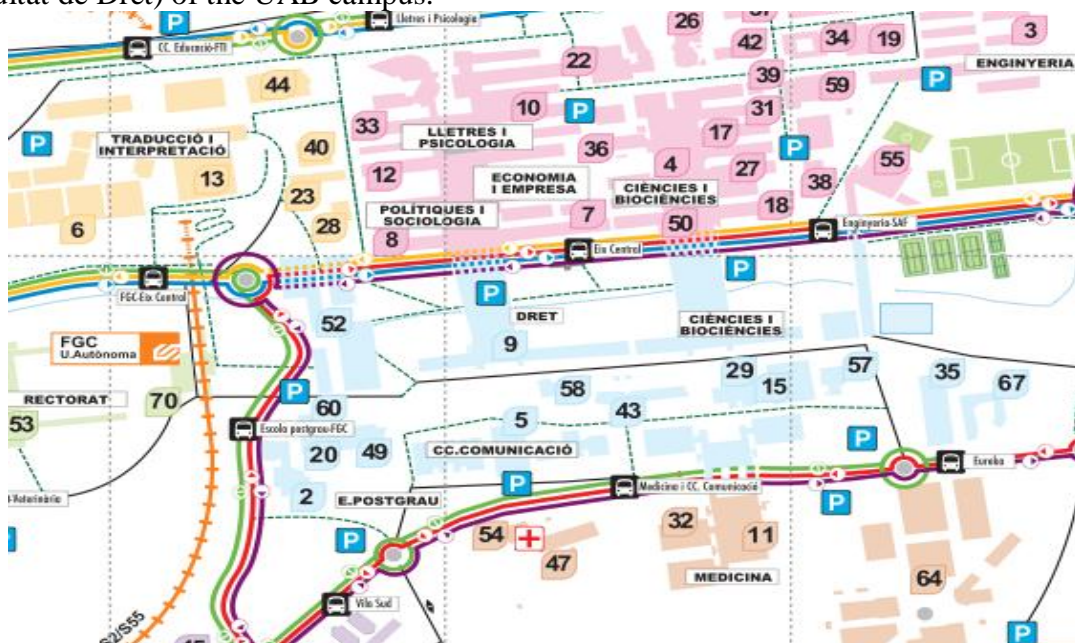 ultat de Dret) of the UAB campus.
P
Lletres i Psicologia
CC. Educació-FTI
26
42
34
19
3
22
ENGINYERIA
44
39
P
59
10
P
31
33
LLETRES I
PSICOLOGIA
17
P
TRADUCCIÓ I
INTERPRETACIÓ
40
36
P
4
55
12
ECONOMIA
I EMPRESA
27
13
CIÈNCIES I
BIOCIÈNCIES
38
23
POLÍTIQUES I
SOCIOLOGIA
7
18
6
28
50
8
Enginyeria-SAF
Eix Central
P
FGC-Eix Central
P
52
DRET
CIÈNCIES I
BIOCIÈNCIES
FGC
U.Autònoma
9
29
57
35
58
15
67
RECTORAT
70
P
60
53
5
43
Escola postgrau-FGC
P
20
49
CC.COMUNICACIÓ
Eureka
P
Medicina i CC. Comunicació
2
E.POSTGRAU
P
32
54
47
11
P
MEDICINA
64
Vila Sud
S2/S55
P